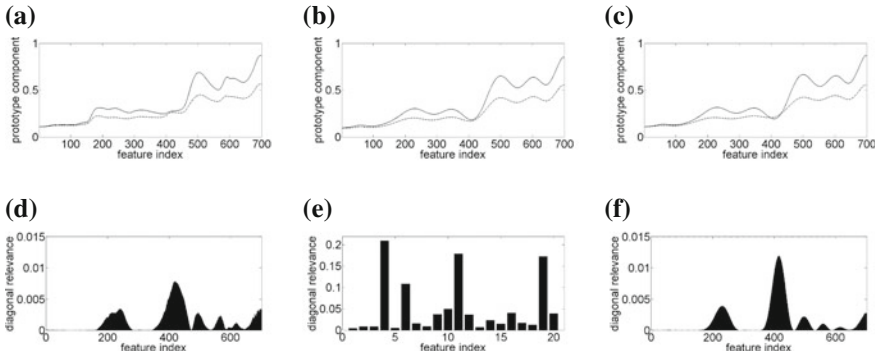 (a) (b) (c)
prototype component
1
0.5
0
100 200 300 400 500 600 700
feature index
prototype component
1
0.5
0
0 100 200 300 400 500 600 700
feature index
prototype component
1
0.5
0
100 200 300 400 500 600 700
feature index
(d) (e) (f)
diagonal relevance
0.015
0.01
0.005
0
200 400 600
feature index
diagonal relevance
0.2
0.15
0.1
0.05
0
0 5 10 15 20
feature index
diagonal relevance
0.015
0.01
0.005
0
200 400 600
feature index